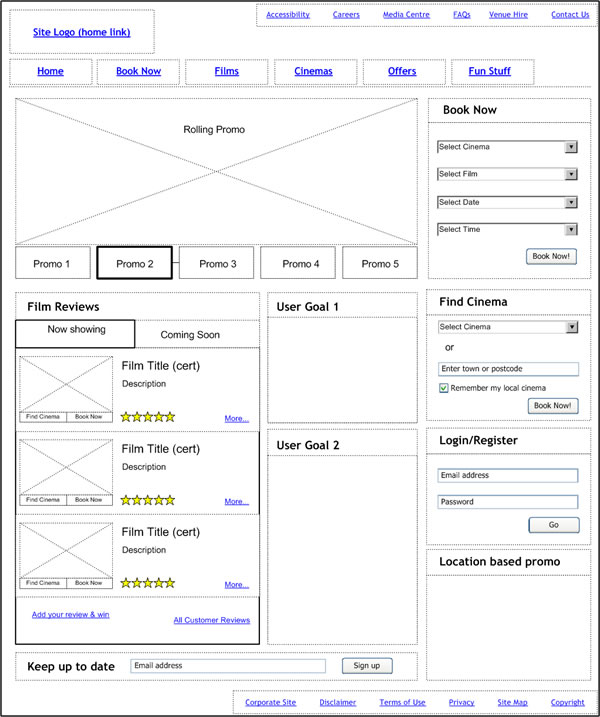 Accessibility Careers Media Centre FAQs Venue Hire Contact Us
Site Logo (home link)
Home Book Now Films Cinemas Offers Fun Stuff
Rolling Promo
Promo 1 Promo 2 Promo 3 Promo 4 Promo 5
Book Now
Select Cinema
Select Film
Select Date
Select Time
Book Now!
Film Reviews
Now showing Coming Soon
Film Title (cert)
Description
Find Cinema Book Now
More...
Film Title (cert)
Description
Find Cinema Book Now
More...
Film Title (cert)
Description
Find Cinema Book Now
More...
Add your review & win
All Customer Reviews
User Goal 1
User Goal 2
Find Cinema
Select Cinema
or
Enter town or postcode
Remember my local cinema
Book Now!
Login/Register
Email address
Password
Go
Location based promo
Keep up to date Email address Sign up
Corporate Site Disclaimer Terms of Use Privacy Site Map Copyright